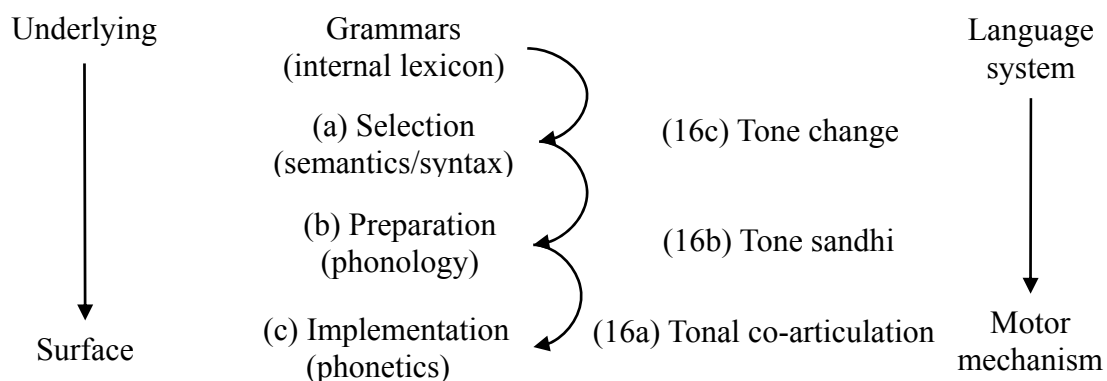 Underlying
Grammars
(internal lexicon)
Language
system
(a) Selection
(semantics/syntax)
(16c) Tone change
(b) Preparation
(phonology)
(16b) Tone sandhi
Surface
(c) Implementation
(phonetics)
(16a) Tonal co-articulation
Motor
mechanism